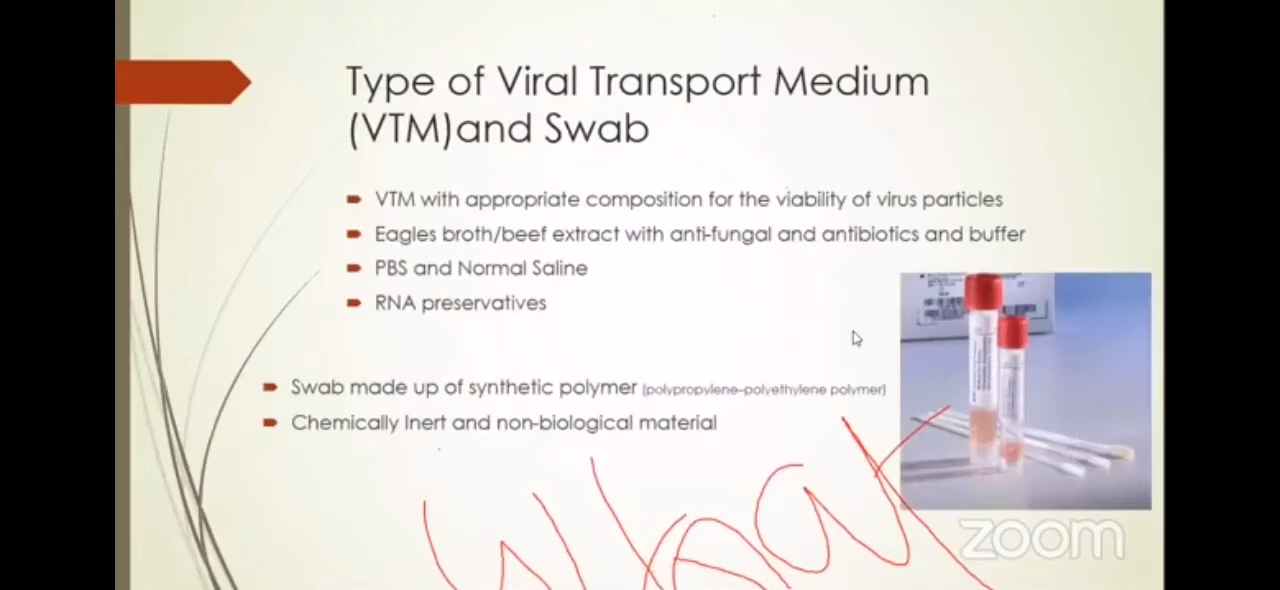 Type of Viral Transport Medium
(VTM)and Swab
VTM with appropriate composition for the viability of virus particles
Eagles broth/beef extract with anti-fungal and antibiotics and buffer
PBS and Normal Saline
RNA preservatives
Swab made up of synthetic polymer (polypropylene-polyethylene polymer)
Chemically Inert and non-biological material
What
zoom